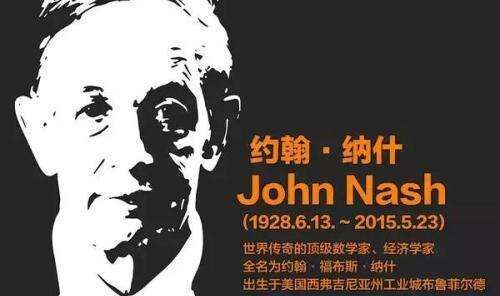 约翰·纳什
John Nash
(1928.6.13. ~ 2015.5.23)
世界传奇的顶级数学家、经济学家
全名为约翰·福布斯·纳什
出生于美国西弗吉尼亚州工业城布鲁菲尔德